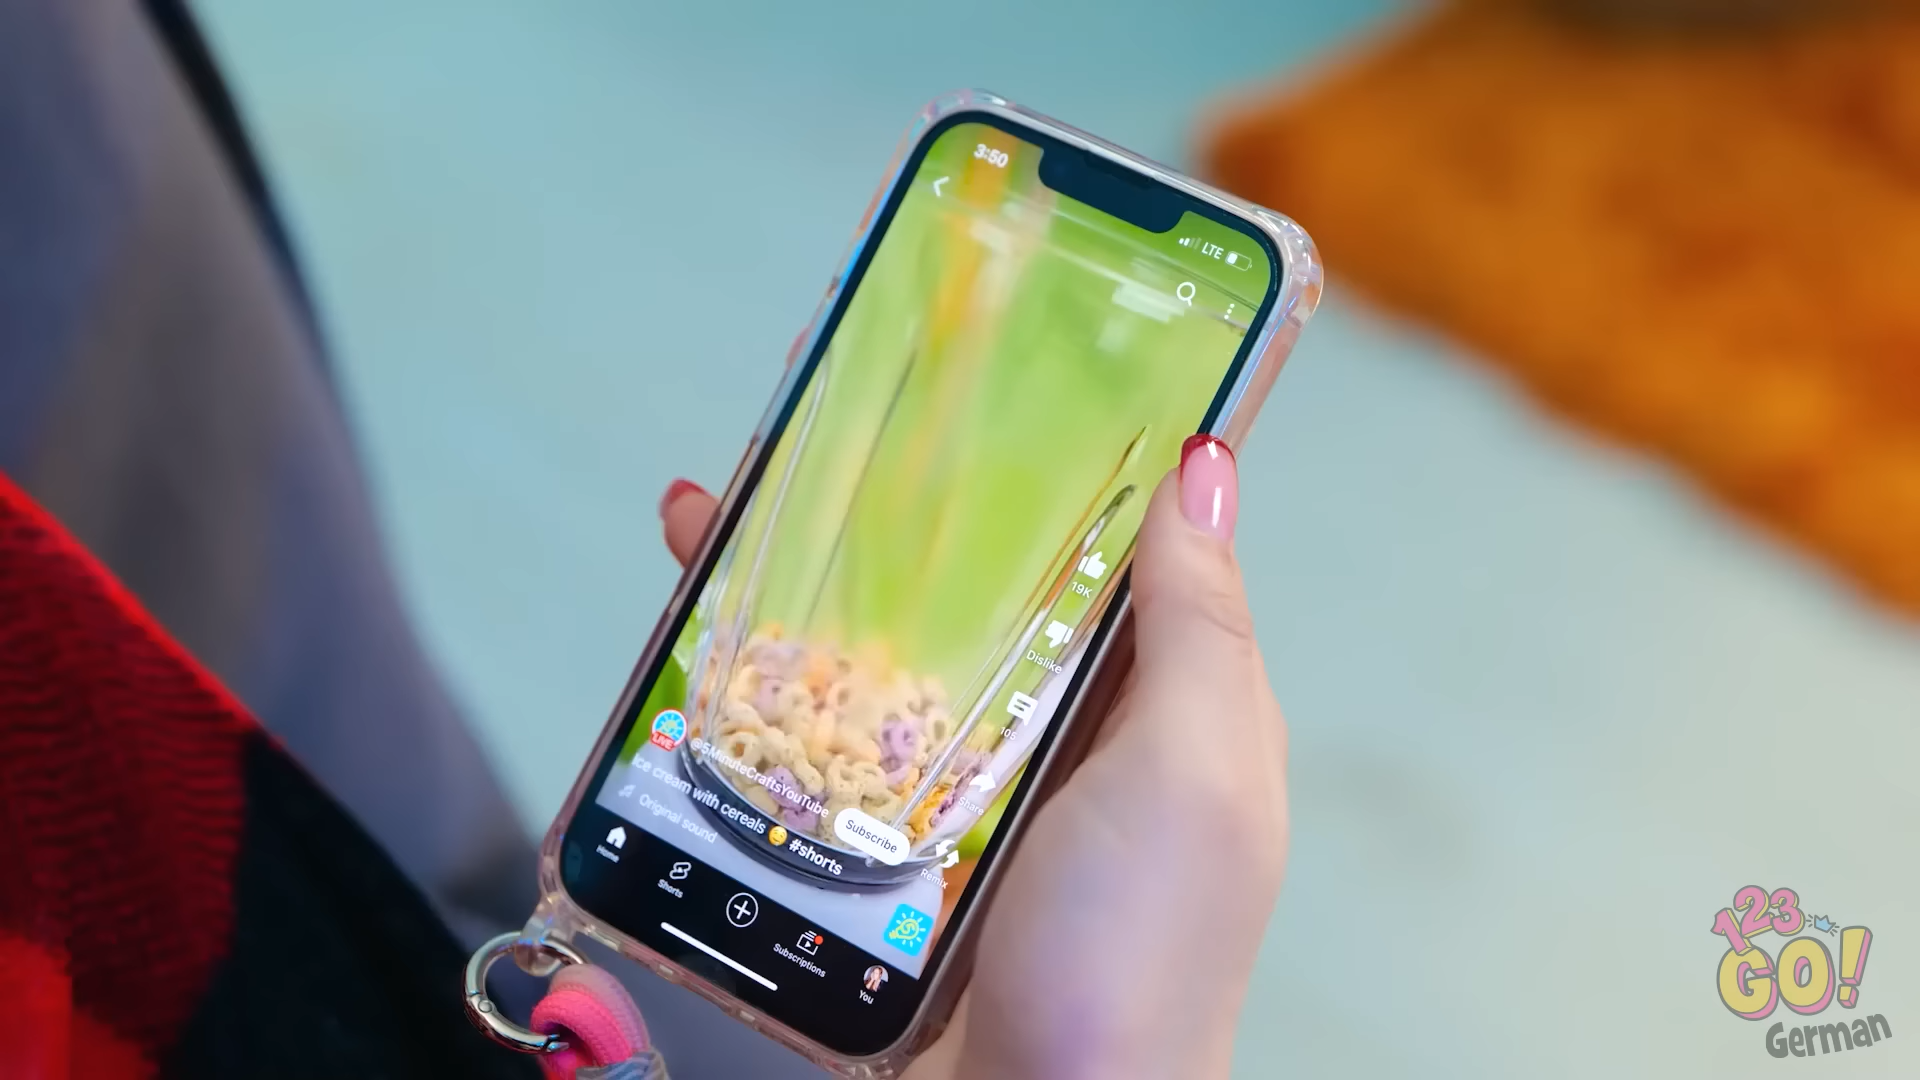 3:50
LTE
19K
Dislike
105
Share
LIVE
@5MinuteCraftsYouTube
Subscribe
Ice cream with cereals #shorts
Original sound
Remix
Home
Shorts
Subscriptions
You
123
GO!
German